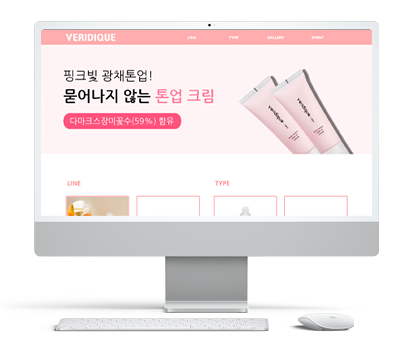 VERIDIQUE
LINE
TYPE
GALLERY
EVENT
핑크빛 광채톤업!
묻어나지 않는 톤업 크림
다마스크장미꽃수(59%) 함유
veridique
veridique
LINE
TYPE